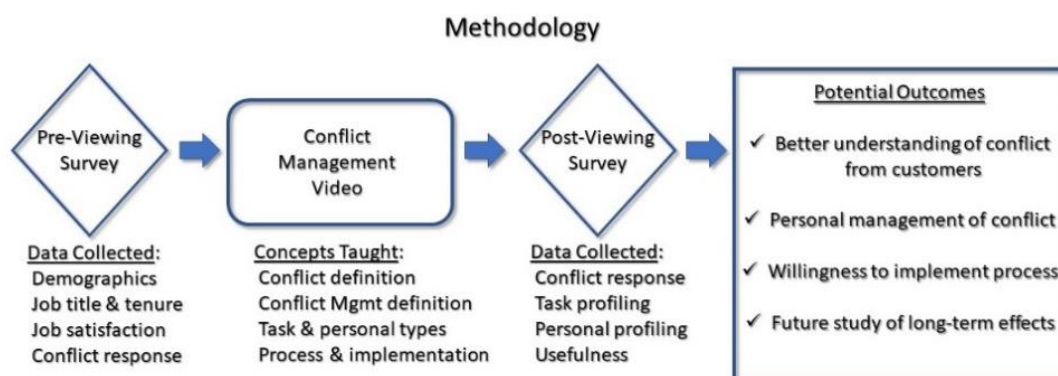 Methodology
Pre-Viewing
Survey
Conflict
Management
Video
Post-Viewing
Survey
Data Collected:
Demographics
Job title & tenure
Job satisfaction
Conflict response
Concepts Taught:
Conflict definition
Conflict Mgmt definition
Task & personal types
Process & implementation
Data Collected:
Conflict response
Task profiling
Personal profiling
Usefulness
Potential Outcomes
✓ Better understanding of conflict
from customers
✓ Personal management of conflict
✓ Willingness to implement process
✓ Future study of long-term effects